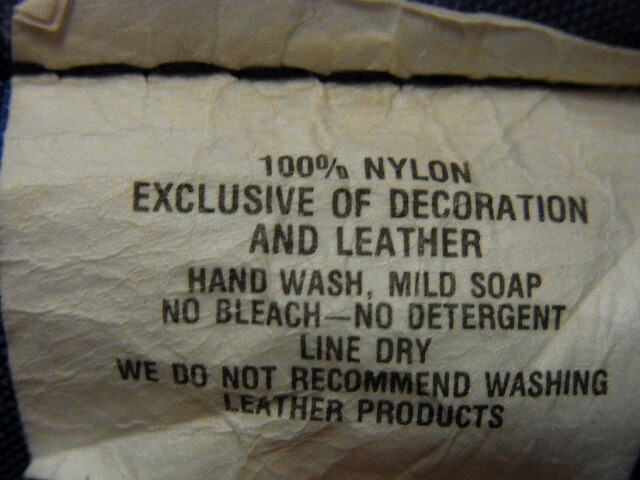 100% NYLON
EXCLUSIVE OF DECORATION
AND LEATHER
HAND WASH, MILD SOAP
NO BLEACH—NO DETERGENT
LINE DRY
WE DO NOT RECOMMEND WASHING
LEATHER PRODUCTS